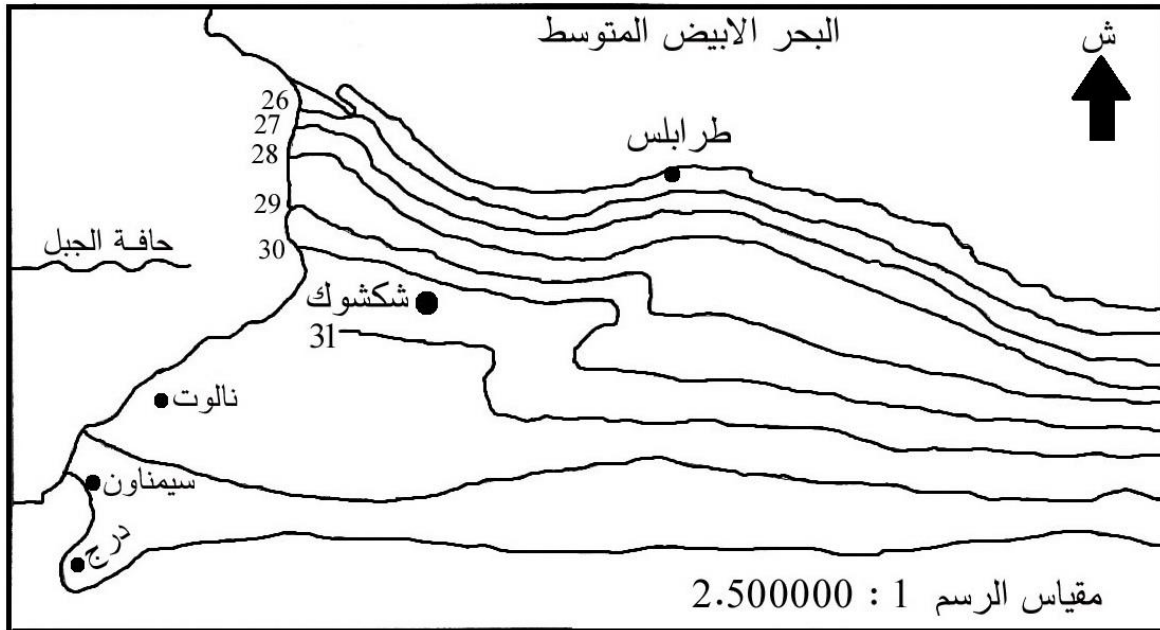 البحر الابيض المتوسط
ش
طرابلس
26
27
28
29
حافة الجبل
30
شكشوك
31
نالوت
سيمناون
درج
مقياس الرسم 1 : 2.500000